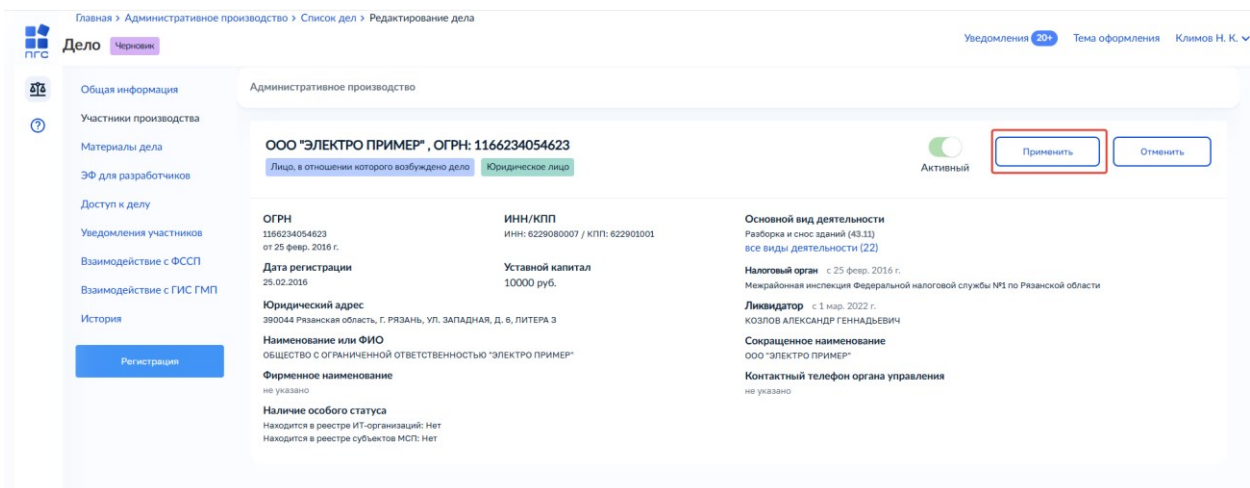 Главная > Административное производство > Список дел > Редактирование дела
пгс
Дело Черновик
Уведомления 20+ Тема оформления Климов Н. К.
Общая информация
Участники производства
Материалы дела
ЭФ для разработчиков
Доступ к делу
Уведомления участников
Взаимодействие с ФССП
Взаимодействие с ГИС ГМП
История
Регистрация
Административное производство
ООО "ЭЛЕКТРО ПРИМЕР" , ОГРН: 1166234054623
Лицо, в отношении которого возбуждено дело Юридическое лицо
Активный
Применить
Отменить
ОГРН
1166234054623
от 25 февр. 2016 г.
ИНН/КПП
ИНН: 6229080007 / КПП: 622901001
Дата регистрации
25.02.2016
Уставной капитал
10000 руб.
Юридический адрес
390044 Рязанская область, Г. РЯЗАНЬ, УЛ. ЗАПАДНАЯ, Д. 6, ЛИТЕРА З
Наименование или ФИО
ОБЩЕСТВО С ОГРАНИЧЕННОЙ ОТВЕТСТВЕННОСТЬЮ "ЭЛЕКТРО ПРИМЕР"
Фирменное наименование
не указано
Наличие особого статуса
Находится в реестре ИТ-организаций: Нет
Находится в реестре субъектов МСП: Нет
Основной вид деятельности
Разборка и снос зданий (43.11)
все виды деятельности (22)
Налоговый орган с 25 февр. 2016 г.
Межрайонная инспекция Федеральной налоговой службы №1 по Рязанской области
Ликвидатор с 1 мар. 2022 г.
КОЗЛОВ АЛЕКСАНДР ГЕННАДЬЕВИЧ
Сокращенное наименование
ООО "ЭЛЕКТРО ПРИМЕР"
Контактный телефон органа управления
не указано